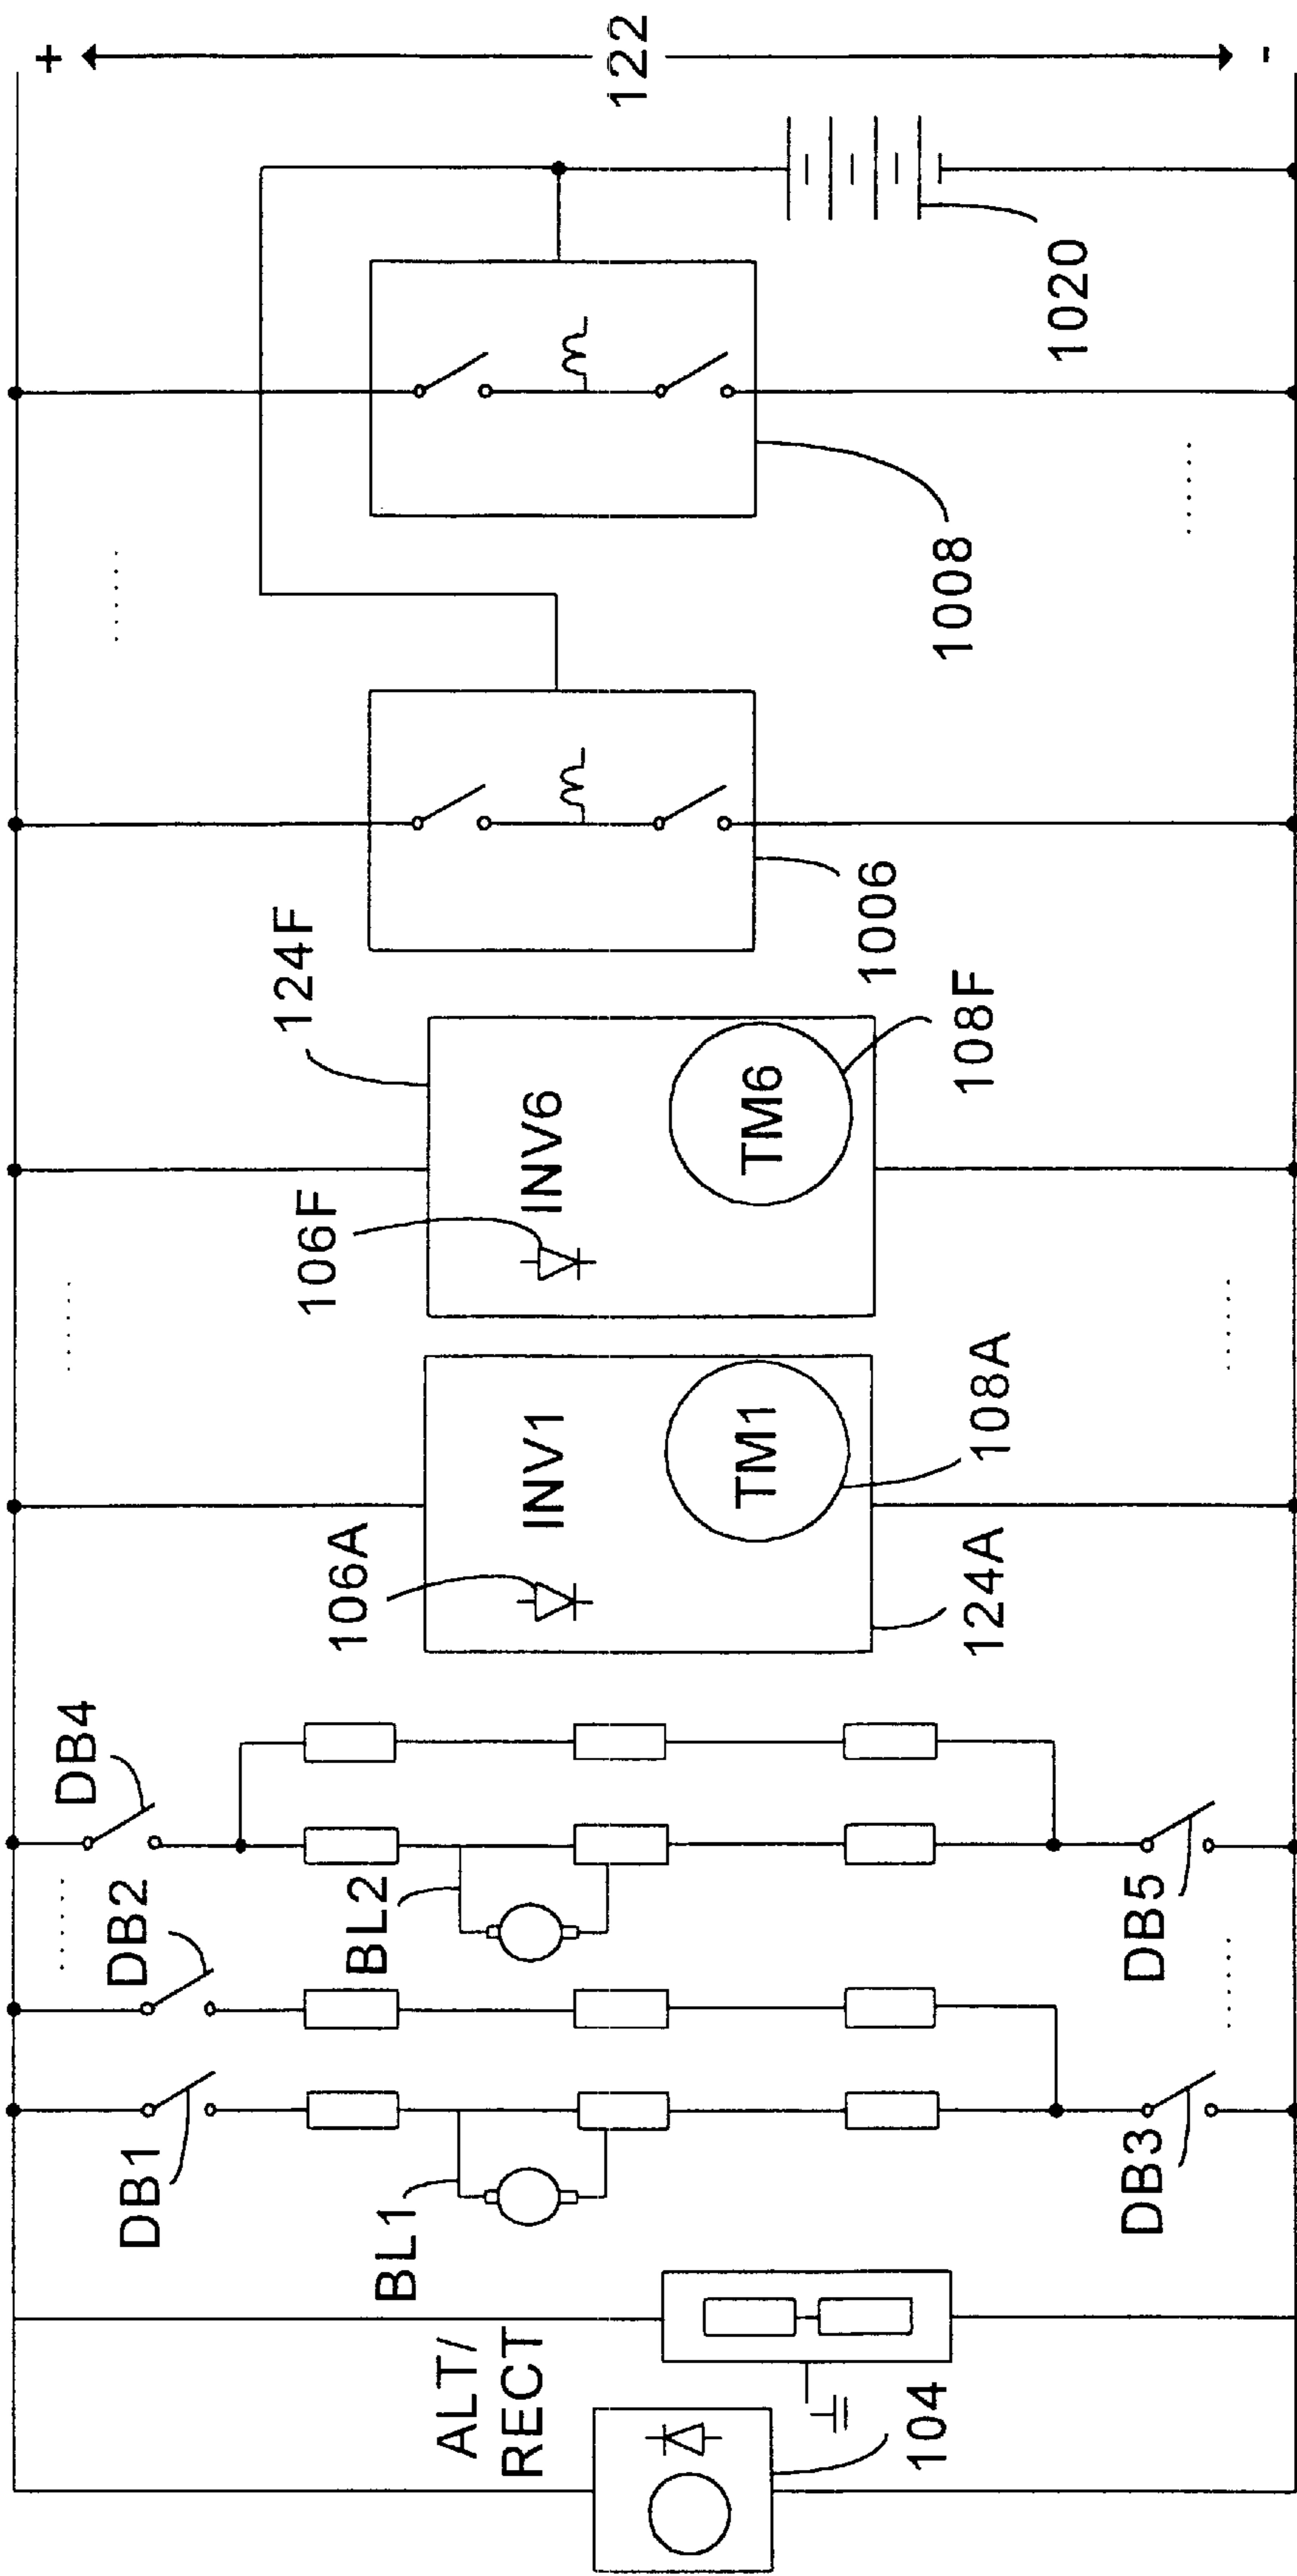 +
122
-
1020
1008
1006
124F
INV6
106F
TM6
108F
INV1
106A
TM1
108A
124A
DB4
DB2
BL2
DB5
DB1
BL1
DB3
ALT/
RECT
104